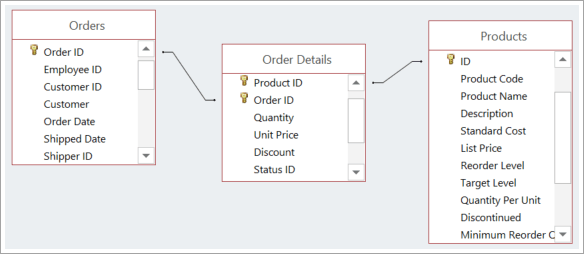 Orders
Order ID
Employee ID
Customer ID
Customer
Order Date
Shipped Date
Shipper ID
Order Details
Product ID
Order ID
Quantity
Unit Price
Discount
Status ID
Products
ID
Product Code
Product Name
Description
Standard Cost
List Price
Reorder Level
Target Level
Quantity Per Unit
Discontinued
Minimum Reorder